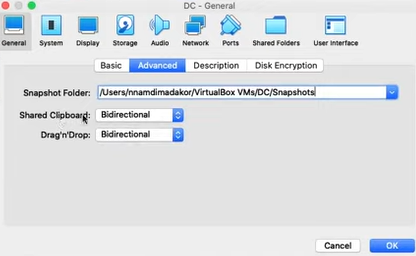 DC - General
General System Display Storage Audio Network Ports Shared Folders User Interface
Basic Advanced Description Disk Encryption
Snapshot Folder: /Users/nnamdimadakor/VirtualBox VMs/DC/Snapshots
Shared Clipboard: Bidirectional
Drag'n'Drop: Bidirectional
Cancel OK